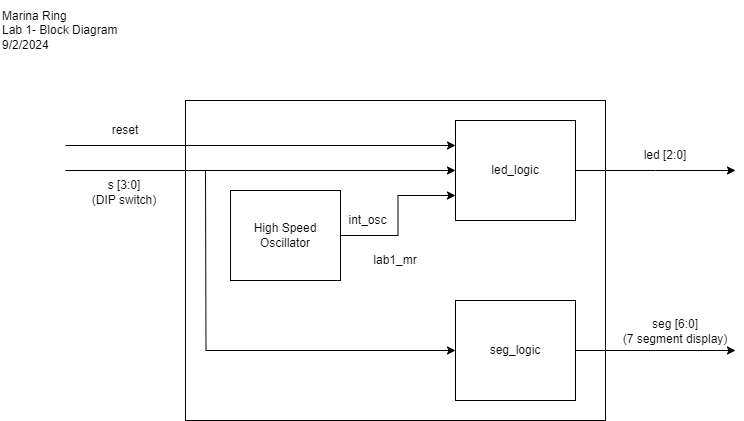 Marina Ring
Lab 1- Block Diagram
9/2/2024
reset
s [3:0]
(DIP switch)
High Speed
Oscillator
int_osc
lab1_mr
led_logic
led [2:0]
seg_logic
seg [6:0]
(7 segment display)